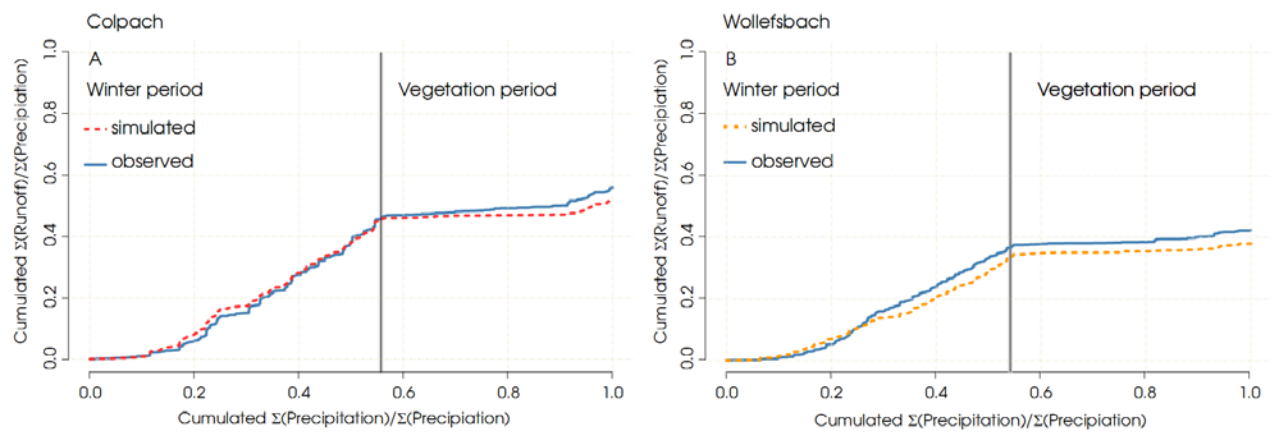 Colpach
A
Winter period
Vegetation period
simulated
observed
Cumulated Σ(Runoff)/Σ(Precipitation)
0.0
0.2
0.4
0.6
0.8
1.0
0.0
0.2
0.4
0.6
0.8
1.0
Cumulated Σ(Precipitation)/Σ(Precipiation)
Wollefsbach
B
Winter period
Vegetation period
simulated
observed
Cumulated Σ(Runoff)/Σ(Precipitation)
0.0
0.2
0.4
0.6
0.8
1.0
0.0
0.2
0.4
0.6
0.8
1.0
Cumulated Σ(Precipitation)/Σ(Precipiation)